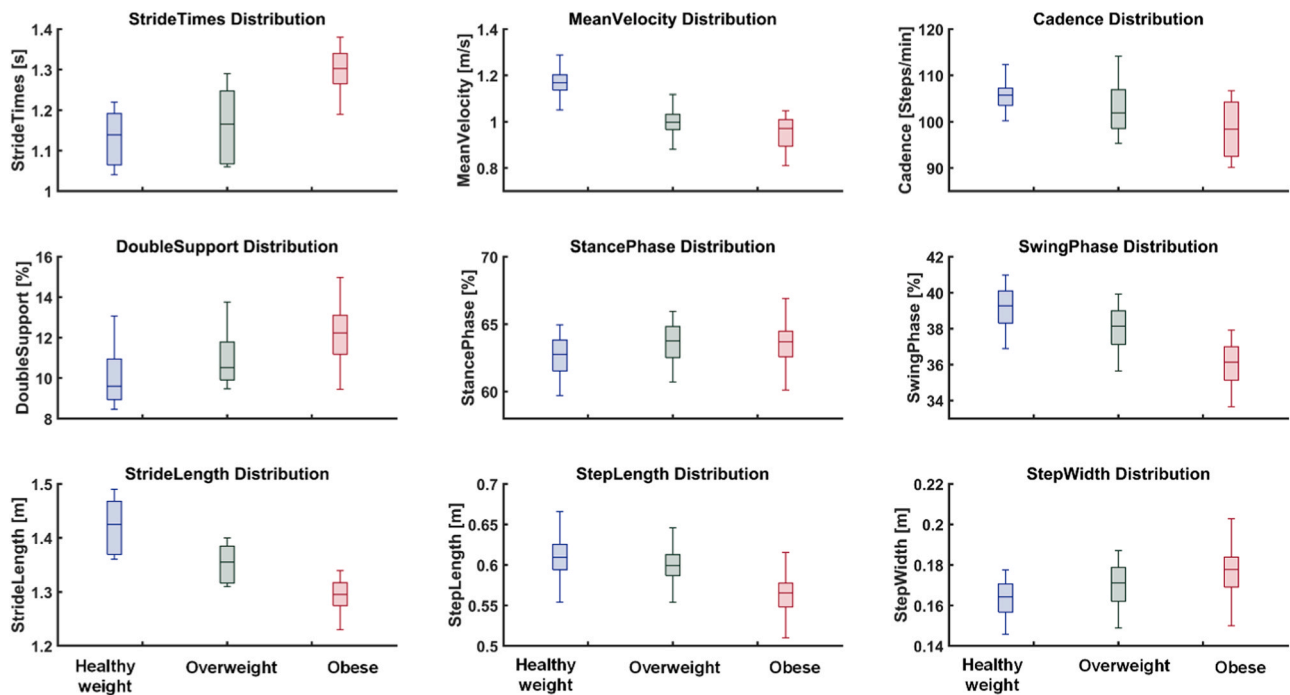 StrideTimes Distribution
StrideTimes [s]
1.4
1.3
1.2
1.1
1
MeanVelocity Distribution
MeanVelocity [m/s]
1.4
1.2
1
0.8
Cadence Distribution
Cadence [Steps/min]
120
110
100
90
DoubleSupport Distribution
DoubleSupport [%]
16
14
12
10
8
StancePhase Distribution
StancePhase [%]
70
65
60
SwingPhase Distribution
SwingPhase [%]
42
40
38
36
34
StrideLength Distribution
StrideLength [m]
1.5
1.4
1.3
1.2
Healthy
weight
Overweight
Obese
StepLength Distribution
StepLength [m]
0.7
0.65
0.6
0.55
0.5
Healthy
weight
Overweight
Obese
StepWidth Distribution
StepWidth [m]
0.22
0.2
0.18
0.16
0.14
Healthy
weight
Overweight
Obese